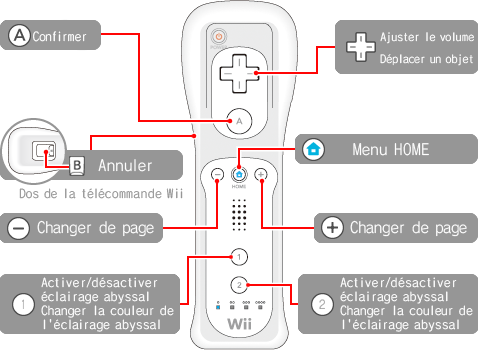 A Confirmer
Ajuster le volume
Déplacer un objet
POWER
A
B Annuler
Menu HOME
Dos de la télécommande Wii
HOME
− Changer de page
+ Changer de page
1
Activer/désactiver
éclairage abyssal
Changer la couleur de
l'éclairage abyssal
1
2
2
Activer/désactiver
éclairage abyssal
Changer la couleur de
l'éclairage abyssal
Wii